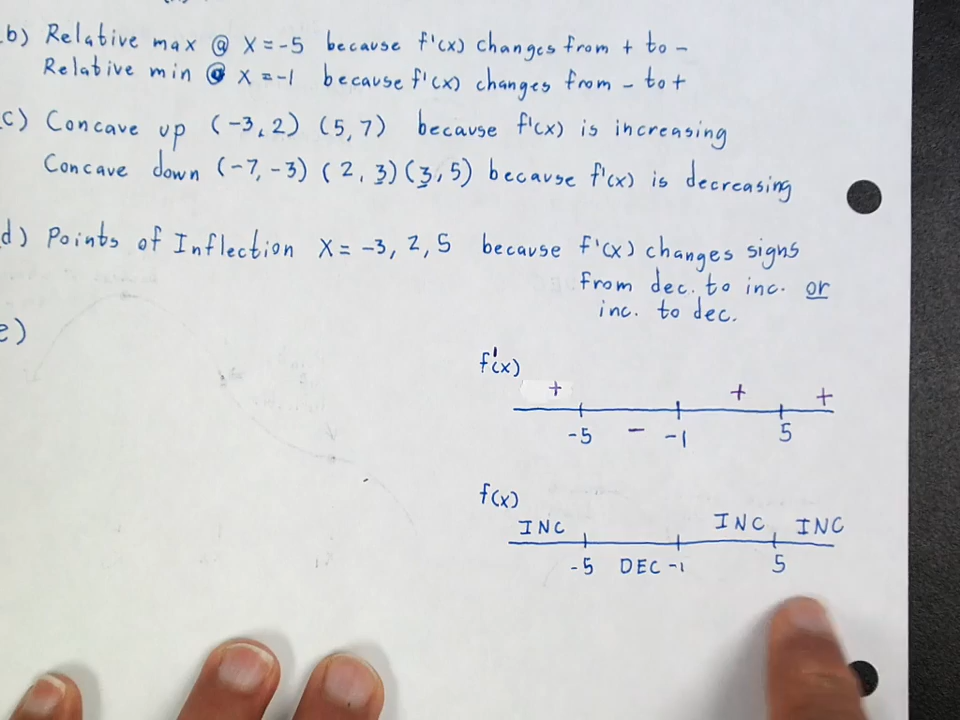 b) Relative max @ x = -5 because f'(x) changes from + to -
Relative min @ x = -1 because f'(x) changes from - to +
c) Concave up (-3, 2) (5, 7) because f'(x) is increasing
Concave down (-7, -3) (2, 3) (3, 5) because f'(x) is decreasing
d) Points of Inflection x = -3, 2, 5 because f'(x) changes signs
from dec. to inc. or
inc. to dec.
e)
f'(x)
+ + +
-5 - -1 5
f(x)
INC INC INC
-5 DEC -1 5